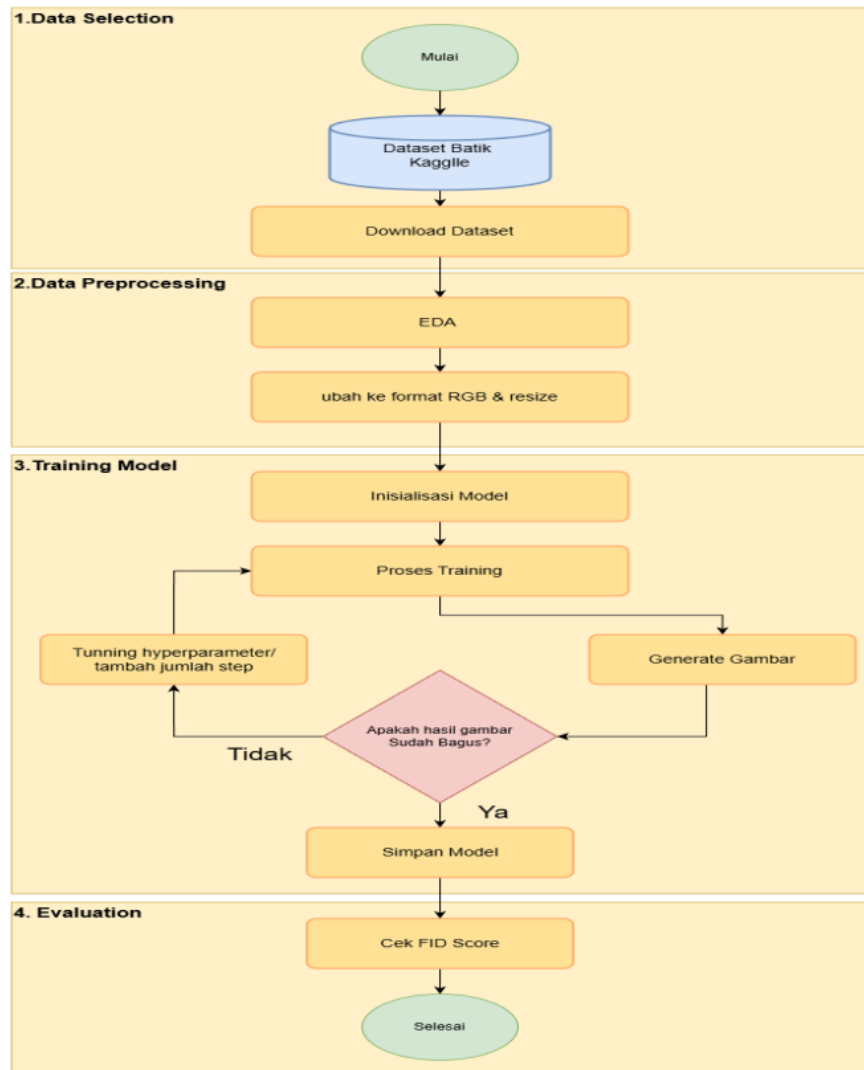 1.Data Selection
Mulai
Dataset Batik
Kagglle
Download Dataset
2.Data Preprocessing
EDA
ubah ke format RGB & resize
3.Training Model
Inisialisasi Model
Proses Training
Tunning hyperparameter/
tambah jumlah step
Generate Gambar
Apakah hasil gambar
Sudah Bagus?
Tidak
Ya
Simpan Model
4. Evaluation
Cek FID Score
Selesai